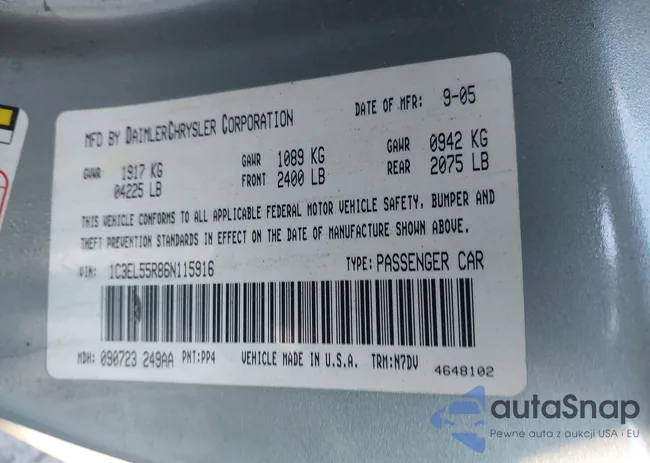 MFD BY DAIMLERCHRYSLER CORPORATION
DATE OF MFR: 9-05
GVWR 1917 KG
04225 LB
GAWR 1089 KG
FRONT 2400 LB
GAWR 0942 KG
REAR 2075 LB
THIS VEHICLE CONFORMS TO ALL APPLICABLE FEDERAL MOTOR VEHICLE SAFETY, BUMPER AND
THEFT PREVENTION STANDARDS IN EFFECT ON THE DATE OF MANUFACTURE SHOWN ABOVE.
VIN: 1C3EL55R86N115916
TYPE: PASSENGER CAR
MDH: 090723 249AA PNT: PP4 VEHICLE MADE IN U.S.A. TRM: N7DV
4648102
autaSnap
Pewne auta z aukcji USA i EU